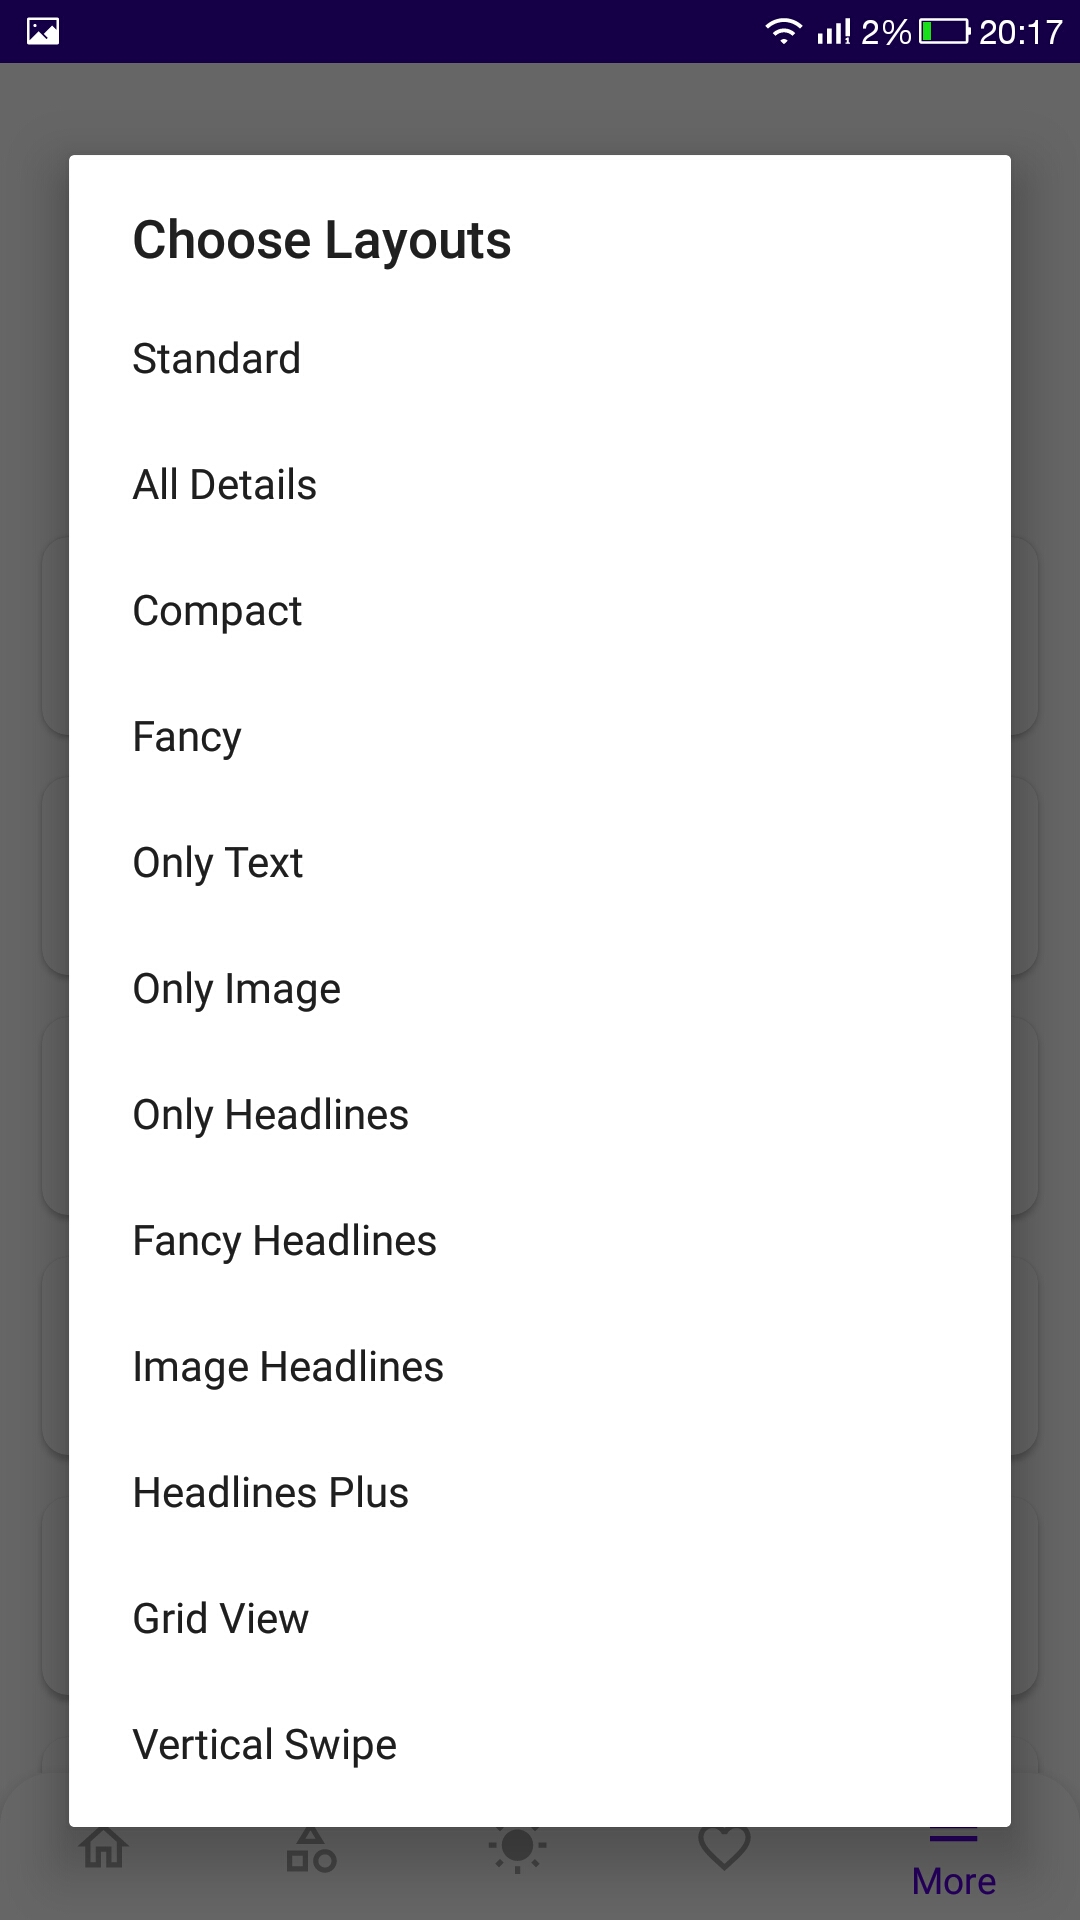 2% 20:17
Choose Layouts
Standard
All Details
Compact
Fancy
Only Text
Only Image
Only Headlines
Fancy Headlines
Image Headlines
Headlines Plus
Grid View
Vertical Swipe
More